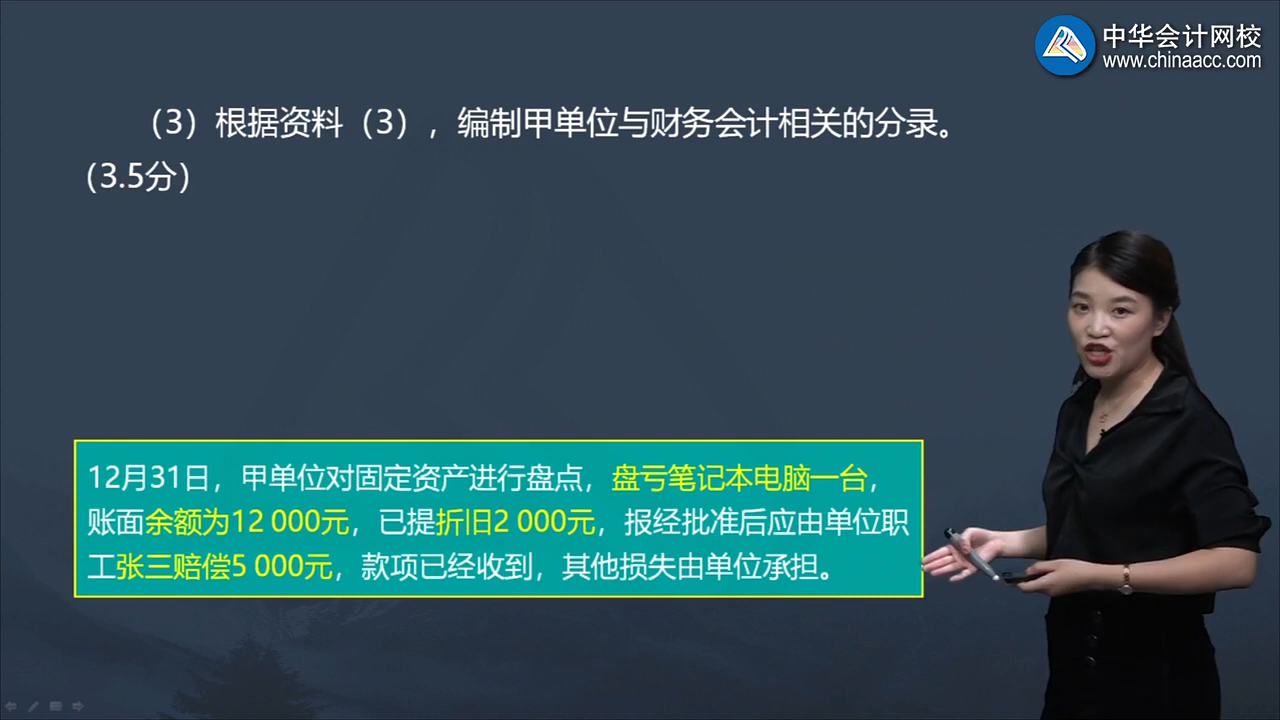 中华会计网校
www.chinaacc.com
（3）根据资料（3），编制甲单位与财务会计相关的分录。
（3.5分）
12月31日，甲单位对固定资产进行盘点，盘亏笔记本电脑一台，
账面余额为12 000元，已提折旧2 000元，报经批准后应由单位职
工张三赔偿5 000元，款项已经收到，其他损失由单位承担。